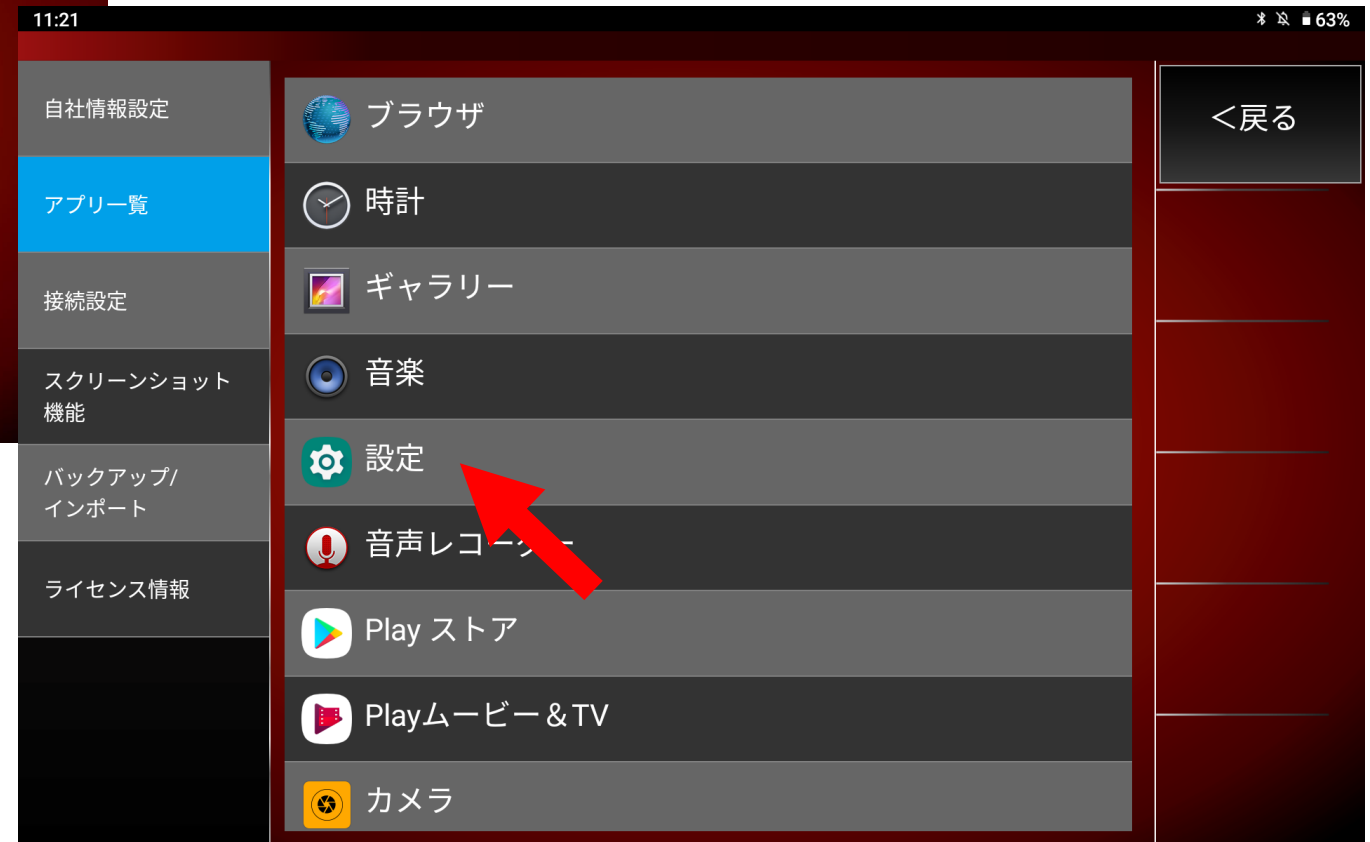 11:21
63%
自社情報設定
アプリ一覧
接続設定
スクリーンショット
機能
バックアップ/
インポート
ライセンス情報
ブラウザ
時計
ギャラリー
音楽
設定
音声レコーダー
Play ストア
Playムービー＆TV
カメラ
＜戻る